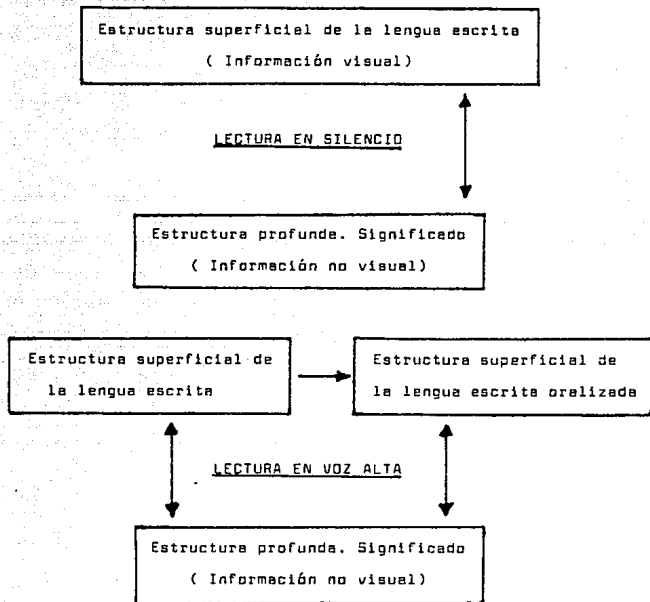 Estructura superficial de la lengua escrita
( Información visual)
LECTURA EN SILENCIO
Estructura profunda. Significado
( Información no visual)
Estructura superficial de
la lengua escrita
Estructura superficial de
la lengua escrita oralizada
LECTURA EN VOZ ALTA
Estructura profunda. Significado
( Información no visual)